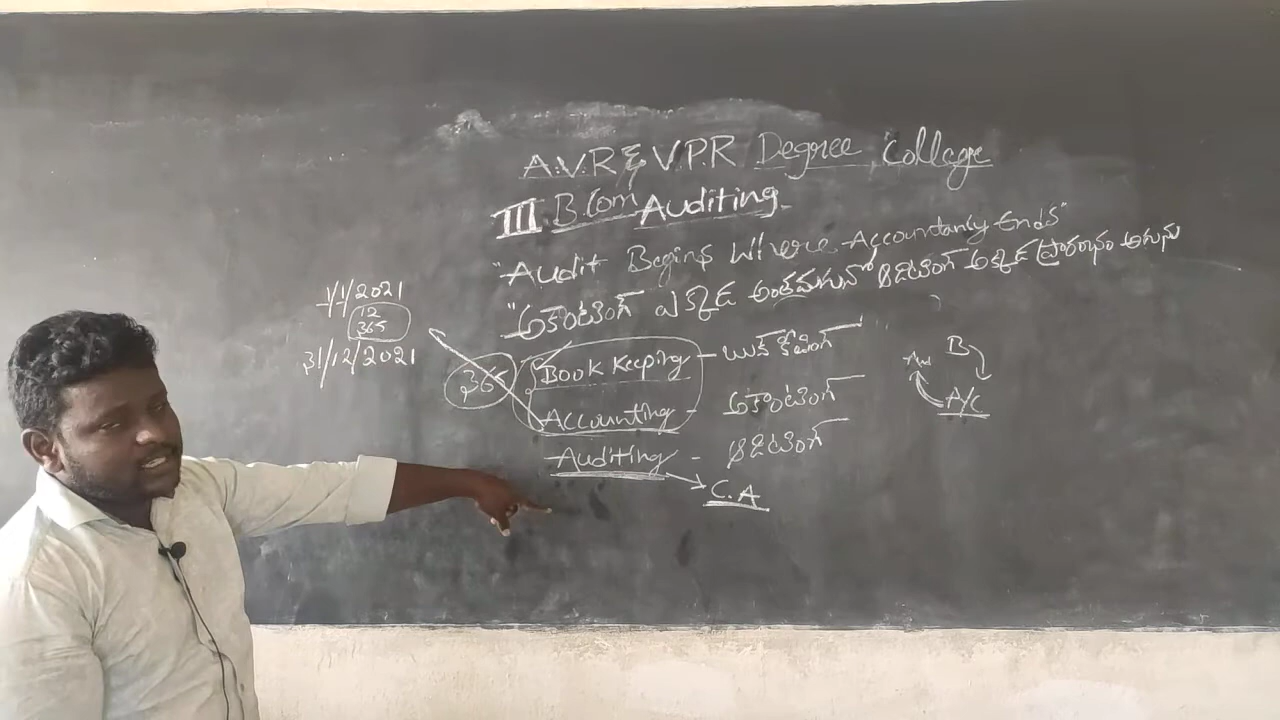 A.V.R & V.P.R Degree College
III B.Com Auditing
"Audit Begins Where Accountancy Ends"
"అకౌంటింగ్ ఎక్కడ అంతమగునో ఆడిటింగ్ అక్కడ ప్రారంభం అగును
1/1/2021
12
365
31/12/2021
365
Book Keeping - బుక్ కీపింగ్
Accounting - అకౌంటింగ్
Auditing - ఆడిటింగ్
C.A
B
A/C